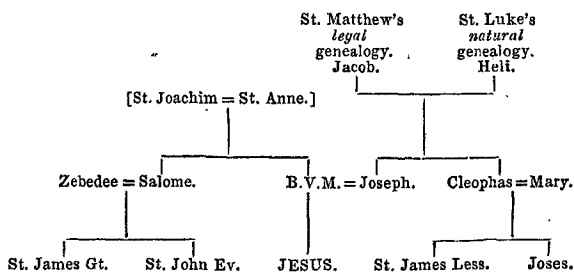 St. Matthew's St. Luke's
legal natural
genealogy. genealogy.
Jacob. Heli.
[St. Joachim = St. Anne.]
Zebedee = Salome. B.V.M. = Joseph. Cleophas = Mary.
St. James Gt. St. John Ev. JESUS. St. James Less. Joses.